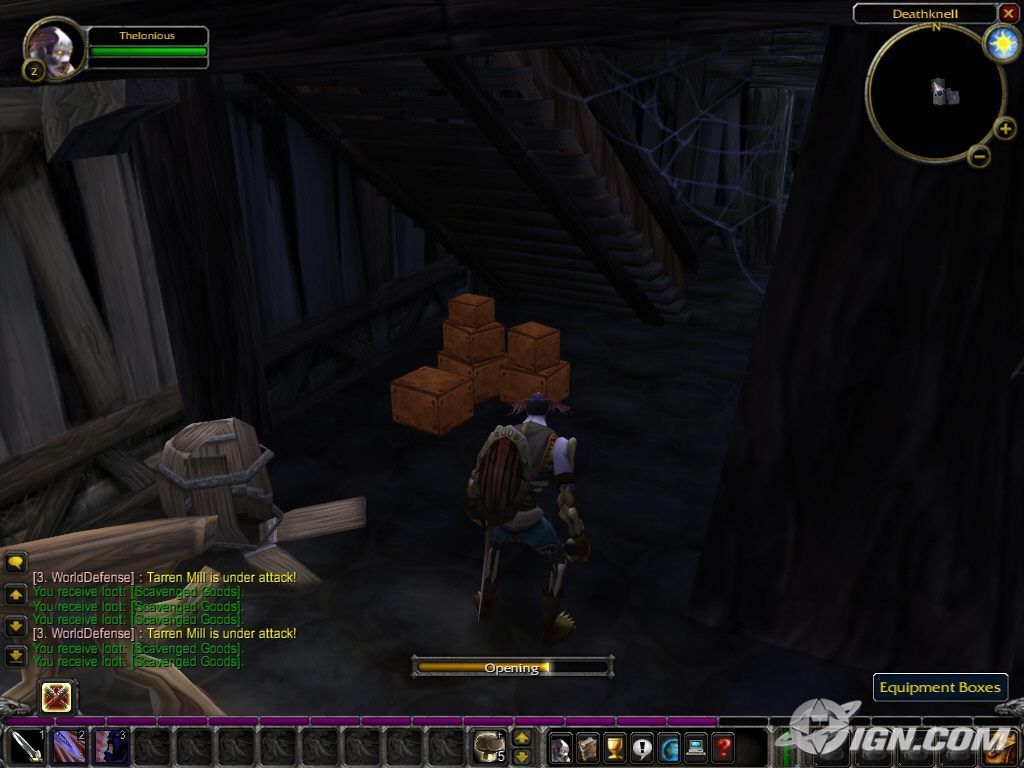 Thelonious
2
Deathknell
N
[3. WorldDefense] : Tarren Mill is under attack!
You receive loot: [Scavenged Goods].
You receive loot: [Scavenged Goods].
You receive loot: [Scavenged Goods].
[3. WorldDefense] : Tarren Mill is under attack!
You receive loot: [Scavenged Goods].
You receive loot: [Scavenged Goods].
Opening
Equipment Boxes
1
2
3
5
IGN.COM